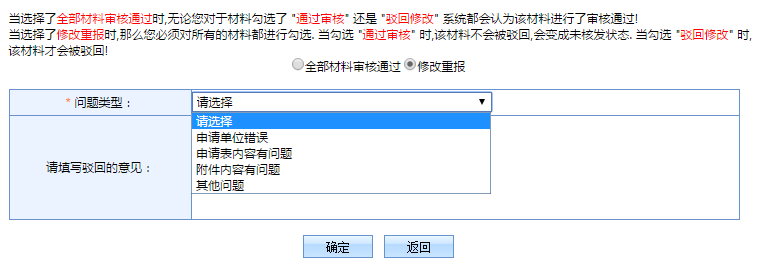 当选择了全部材料审核通过时,无论您对于材料勾选了 "通过审核" 还是 "驳回修改" 系统都会认为该材料进行了审核通过!
当选择了修改重报时,那么您必须对所有的材料都进行勾选. 当勾选 "通过审核" 时,该材料不会被驳回,会变成未核发状态. 当勾选 "驳回修改" 时,
该材料才会被驳回!
全部材料审核通过 修改重报
* 问题类型： 请选择
请选择
申请单位错误
申请表内容有问题
请填写驳回的意见： 附件内容有问题
其他问题
确定 返回